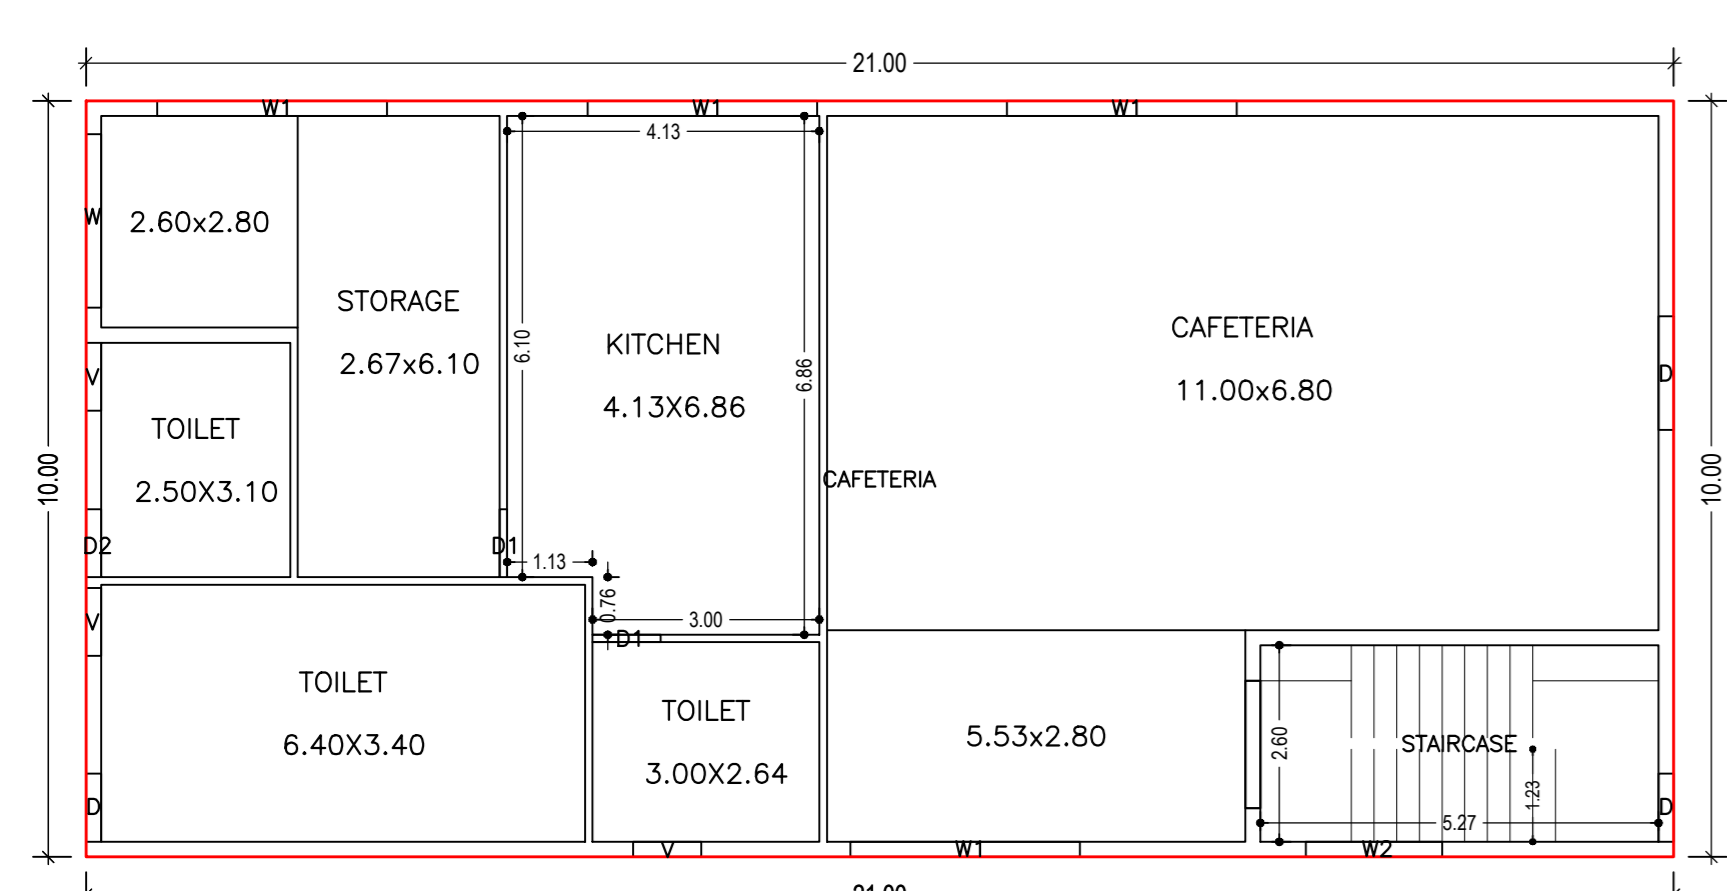 21.00
W1
W1
W1
4.13
W
2.60x2.80
STORAGE
2.67x6.10
6.10
KITCHEN
4.13X6.86
6.86
CAFETERIA
11.00x6.80
D
V
TOILET
2.50X3.10
10.00
10.00
CAFETERIA
D2
D1
1.13
0.76
3.00
D1
V
TOILET
6.40X3.40
TOILET
3.00X2.64
5.53x2.80
2.60
STAIRCASE
1.23
5.27
D
D
V
W1
W2
21.00